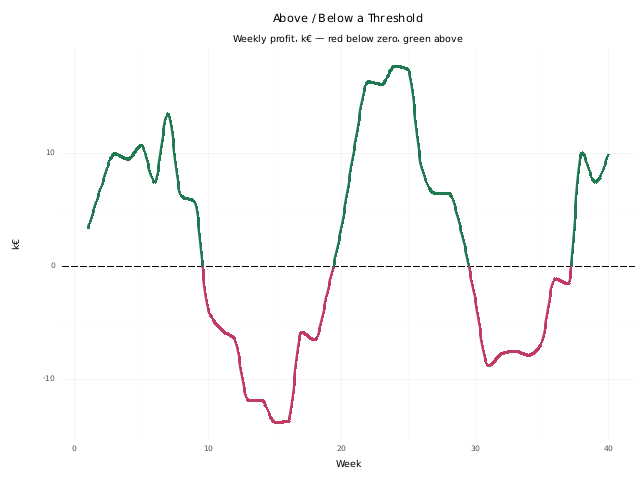 Above / Below a Threshold
Weekly profit, k€ — red below zero, green above
k€
10
0
-10
0
10
20
30
40
Week